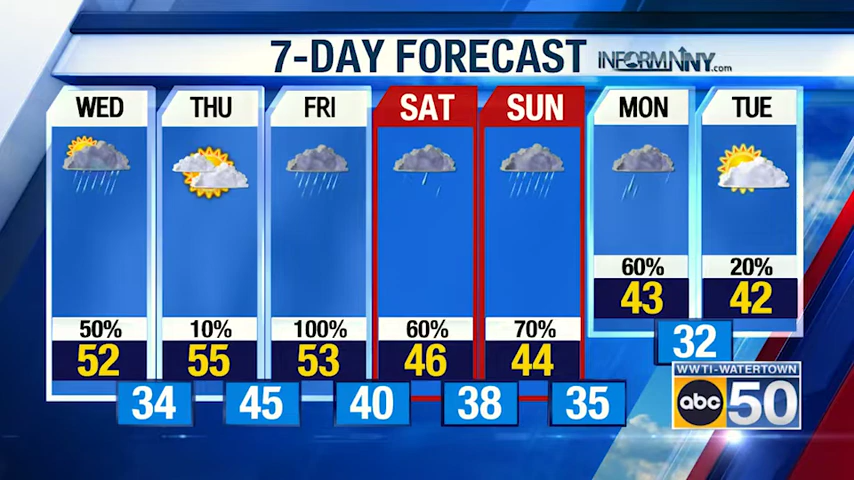 7-DAY FORECAST INFORMNNY.com
WED THU FRI SAT SUN MON TUE
60% 20%
43 42
50% 10% 100% 60% 70%
52 55 53 46 44
32
34 45 40 38 35
WWTI-WATERTOWN
abc 50